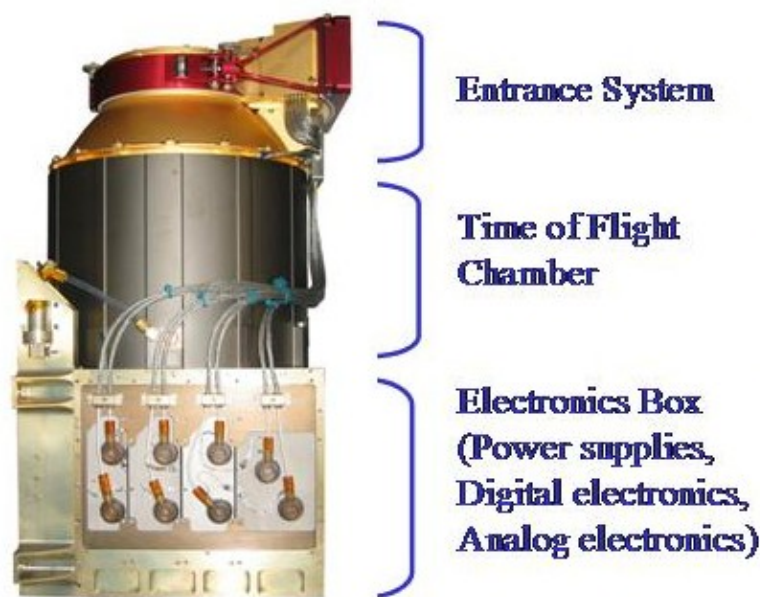 Entrance System
Time of Flight
Chamber
Electronics Box
(Power supplies,
Digital electronics,
Analog electronics)